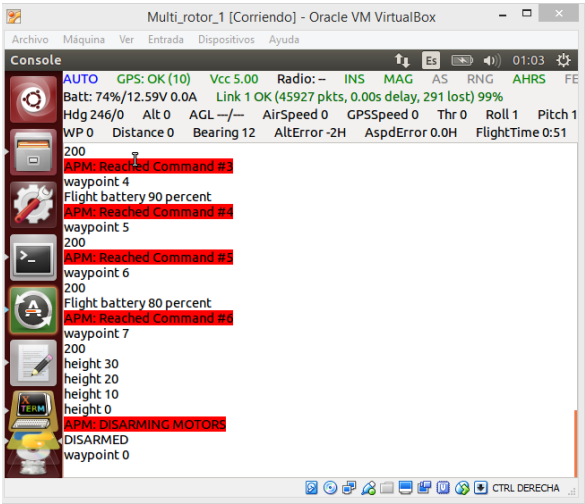 Multi_rotor_1 [Corriendo] - Oracle VM VirtualBox
Archivo Máquina Ver Entrada Dispositivos Ayuda
Console Es 01:03
AUTO GPS: OK (10) Vcc 5.00 Radio: -- INS MAG AS RNG AHRS FE
Batt: 74%/12.59V 0.0A Link 1 OK (45927 pkts, 0.00s delay, 291 lost) 99%
Hdg 246/0 Alt 0 AGL ---/--- AirSpeed 0 GPSSpeed 0 Thr 0 Roll 1 Pitch 1
WP 0 Distance 0 Bearing 12 AltError -2H AspdError 0.0H FlightTime 0:51
200
APM: Reached Command #3
waypoint 4
Flight battery 90 percent
APM: Reached Command #4
waypoint 5
200
APM: Reached Command #5
waypoint 6
200
Flight battery 80 percent
APM: Reached Command #6
waypoint 7
200
height 30
height 20
height 10
height 0
APM: DISARMING MOTORS
DISARMED
waypoint 0
XTERM
CTRL DERECHA